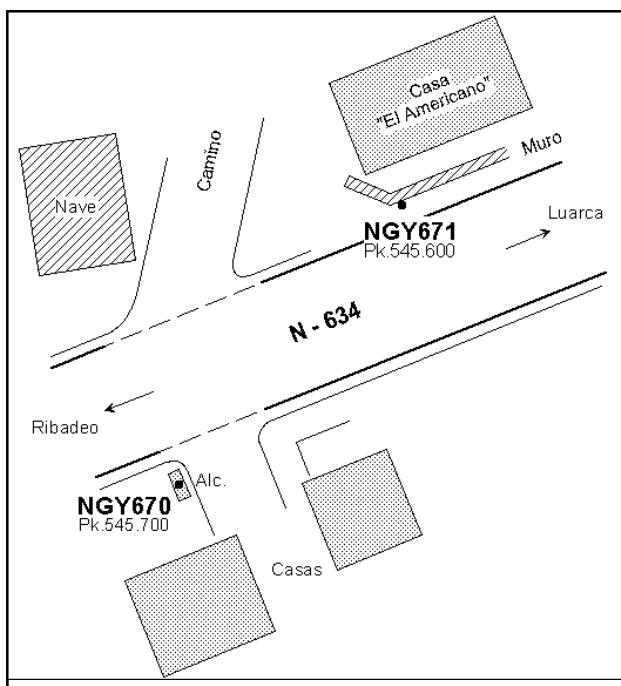 Casa
"El Americano"
Camino
Muro
Nave
Luarca
NGY671
Pk.545.600
N - 634
Ribadeo
Alc.
NGY670
Pk.545.700
Casas